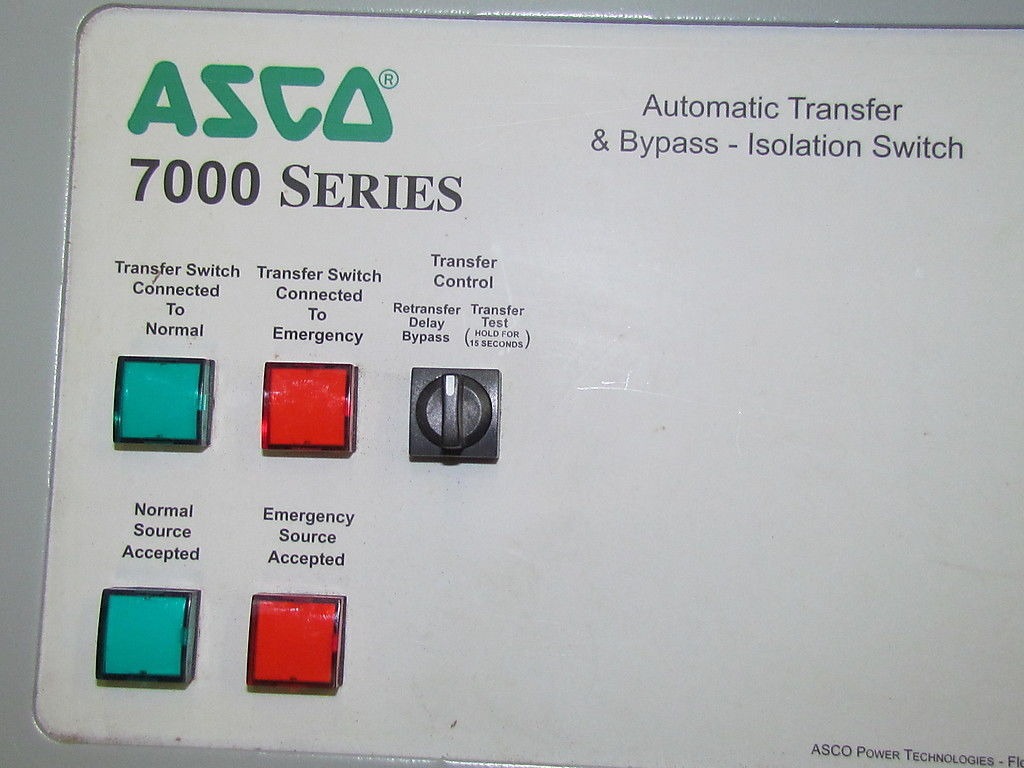 ASCO®
7000 SERIES
Automatic Transfer
& Bypass - Isolation Switch
Transfer Switch
Connected
To
Normal
Transfer Switch
Connected
To
Emergency
Transfer
Control
Retransfer
Delay
Bypass
Transfer
Test
(HOLD FOR
15 SECONDS)
Normal
Source
Accepted
Emergency
Source
Accepted
ASCO POWER TECHNOLOGIES -